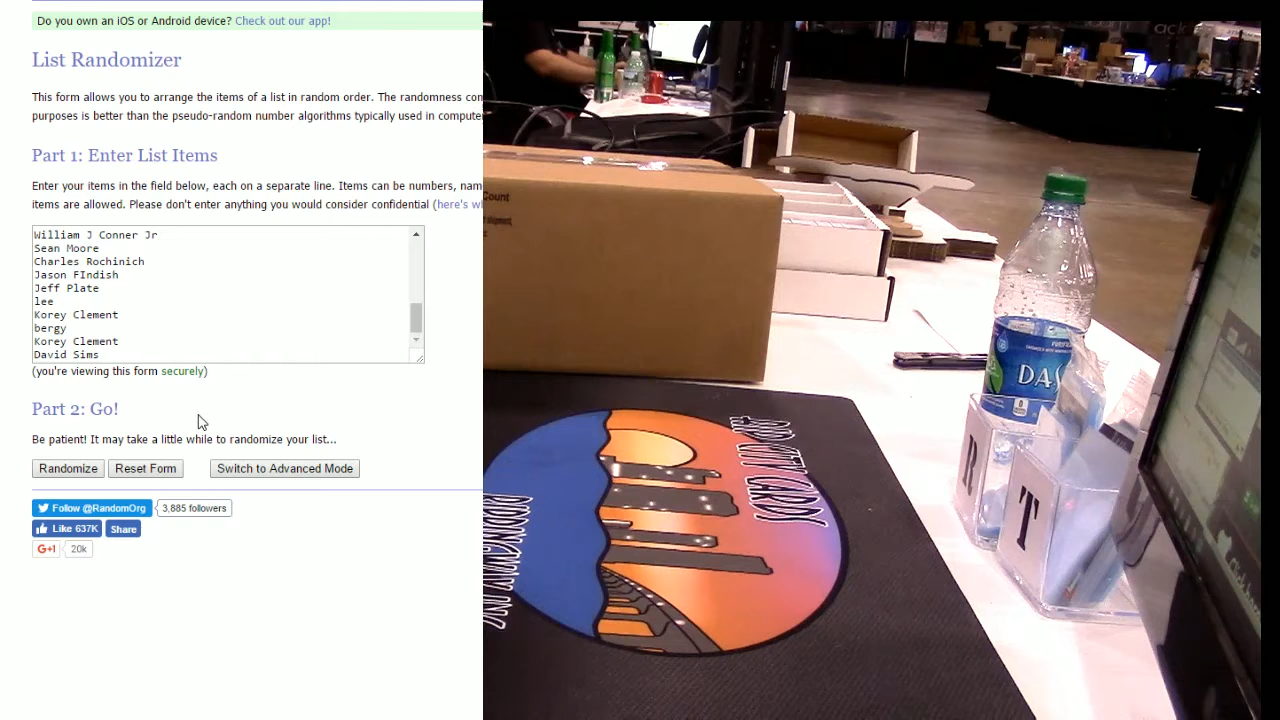 Do you own an iOS or Android device? Check out our app!
List Randomizer
This form allows you to arrange the items of a list in random order. The randomness
purposes is better than the pseudo-random number algorithms typically used in
Part 1: Enter List Items
Enter your items in the field below, each on a separate line. Items can be numbers,
items are allowed. Please don't enter anything you would consider confidential (here's
William J Conner Jr
Sean Moore
Charles Rochinich
Jason FIndish
Jeff Plate
lee
Korey Clement
bergy
Korey Clement
David Sims
(you're viewing this form securely)
Part 2: Go!
Be patient! It may take a little while to randomize your list...
Randomize Reset Form Switch to Advanced Mode
Follow @RandomOrg 3,885 followers
Like 637K Share
G+1 20k
Count
DAS
R
T
CITY CARDS